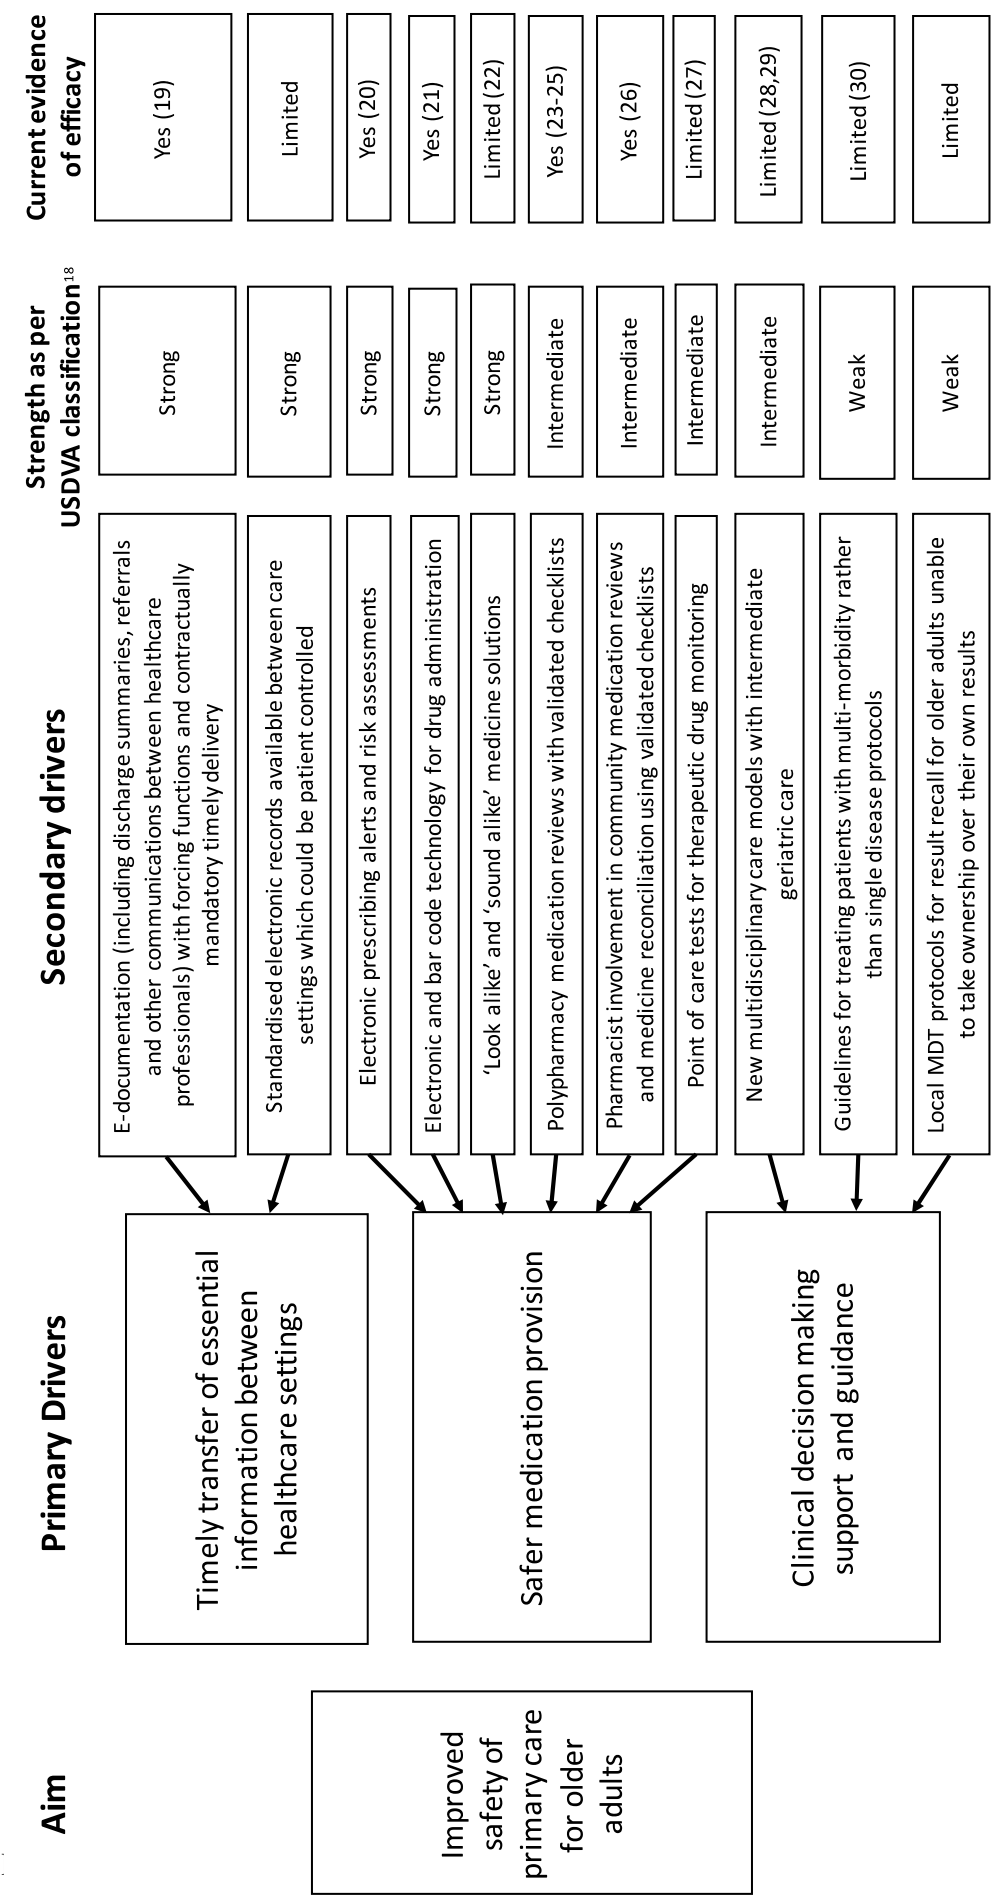 Aim
Primary Drivers
Secondary drivers
Strength as per
USDVA classification18
Current evidence
of efficacy
Improved
safety of
primary care
for older
adults
Timely transfer of essential
information between
healthcare settings
E-documentation (including discharge summaries, referrals
and other communications between healthcare
professionals) with forcing functions and contractually
mandatory timely delivery
Strong
Yes (19)
Standardised electronic records available between care
settings which could be patient controlled
Strong
Limited
Safer medication provision
Electronic prescribing alerts and risk assessments
Strong
Yes (20)
Electronic and bar code technology for drug administration
Strong
Yes (21)
‘Look alike’ and ‘sound alike’ medicine solutions
Strong
Limited (22)
Polypharmacy medication reviews with validated checklists
Intermediate
Yes (23-25)
Pharmacist involvement in community medication reviews
and medicine reconciliation using validated checklists
Intermediate
Yes (26)
Point of care tests for therapeutic drug monitoring
Intermediate
Limited (27)
Clinical decision making
support and guidance
New multidisciplinary care models with intermediate
geriatric care
Intermediate
Limited (28,29)
Guidelines for treating patients with multi-morbidity rather
than single disease protocols
Weak
Limited (30)
Local MDT protocols for result recall for older adults unable
to take ownership over their own results
Weak
Limited